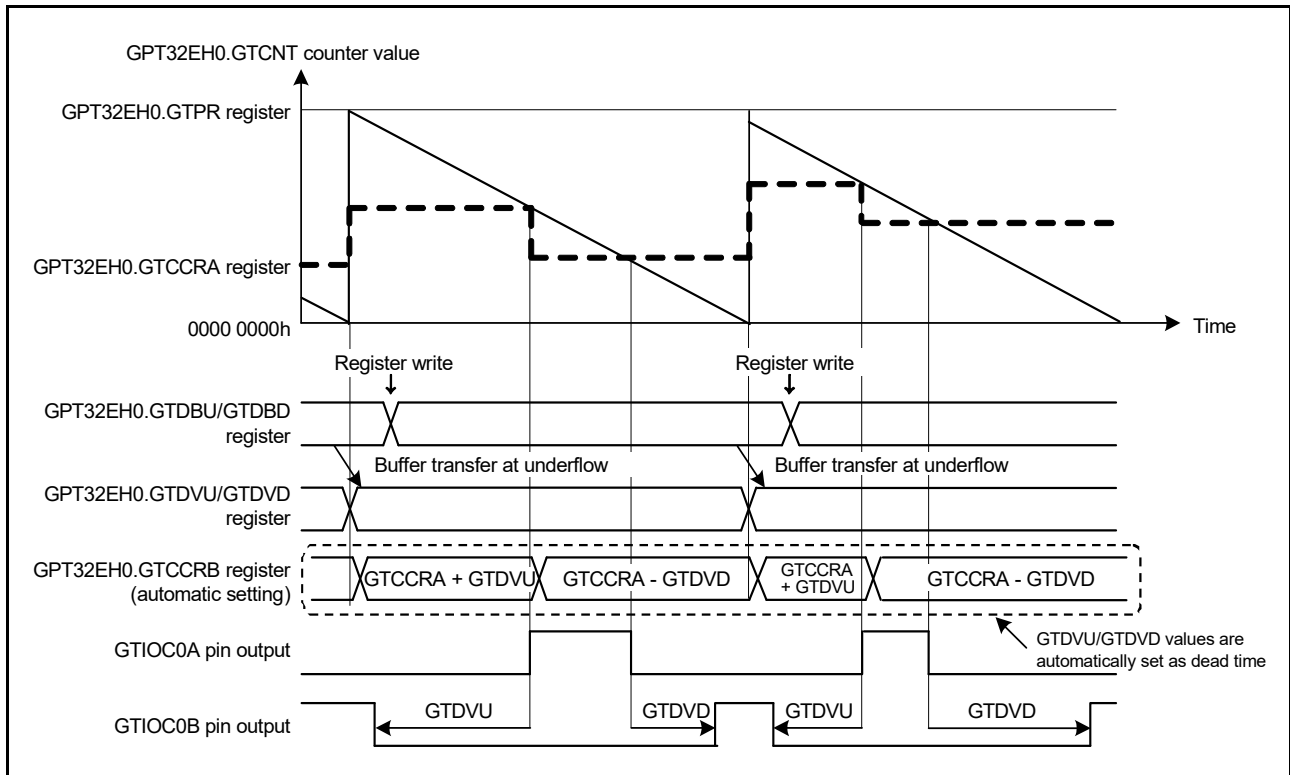 GPT32EH0.GTCNT counter value
GPT32EH0.GTPR register
GPT32EH0.GTCCRA register
0000 0000h
Time
Register write
Register write
GPT32EH0.GTDBU/GTDBD
register
Buffer transfer at underflow
Buffer transfer at underflow
GPT32EH0.GTDVU/GTDVD
register
GPT32EH0.GTCCRB register
(automatic setting)
GTCCRA + GTDVU
GTCCRA - GTDVD
GTCCRA
+ GTDVU
GTCCRA - GTDVD
GTIOC0A pin output
GTDVU/GTDVD values are
automatically set as dead time
GTIOC0B pin output
GTDVU
GTDVD
GTDVU
GTDVD